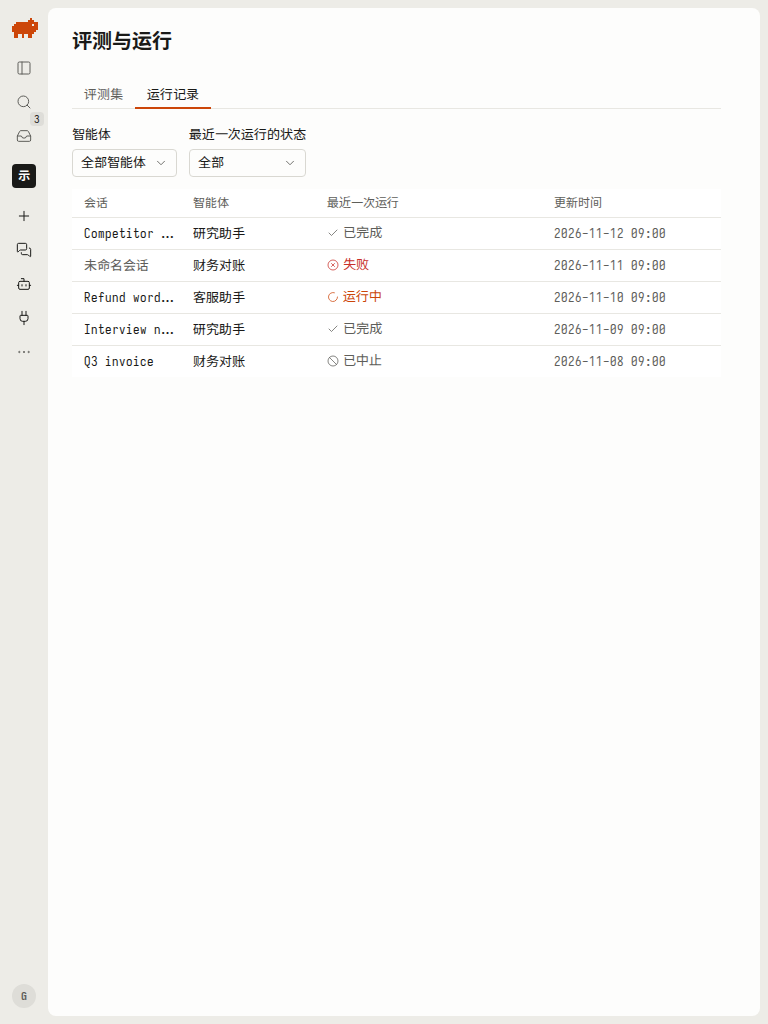 评测与运行
评测集 运行记录
3
智能体 最近一次运行的状态
全部智能体 全部
示
会话 智能体 最近一次运行 更新时间
Competitor ... 研究助手 已完成 2026-11-12 09:00
未命名会话 财务对账 失败 2026-11-11 09:00
Refund word... 客服助手 运行中 2026-11-10 09:00
Interview n... 研究助手 已完成 2026-11-09 09:00
Q3 invoice 财务对账 已中止 2026-11-08 09:00
G